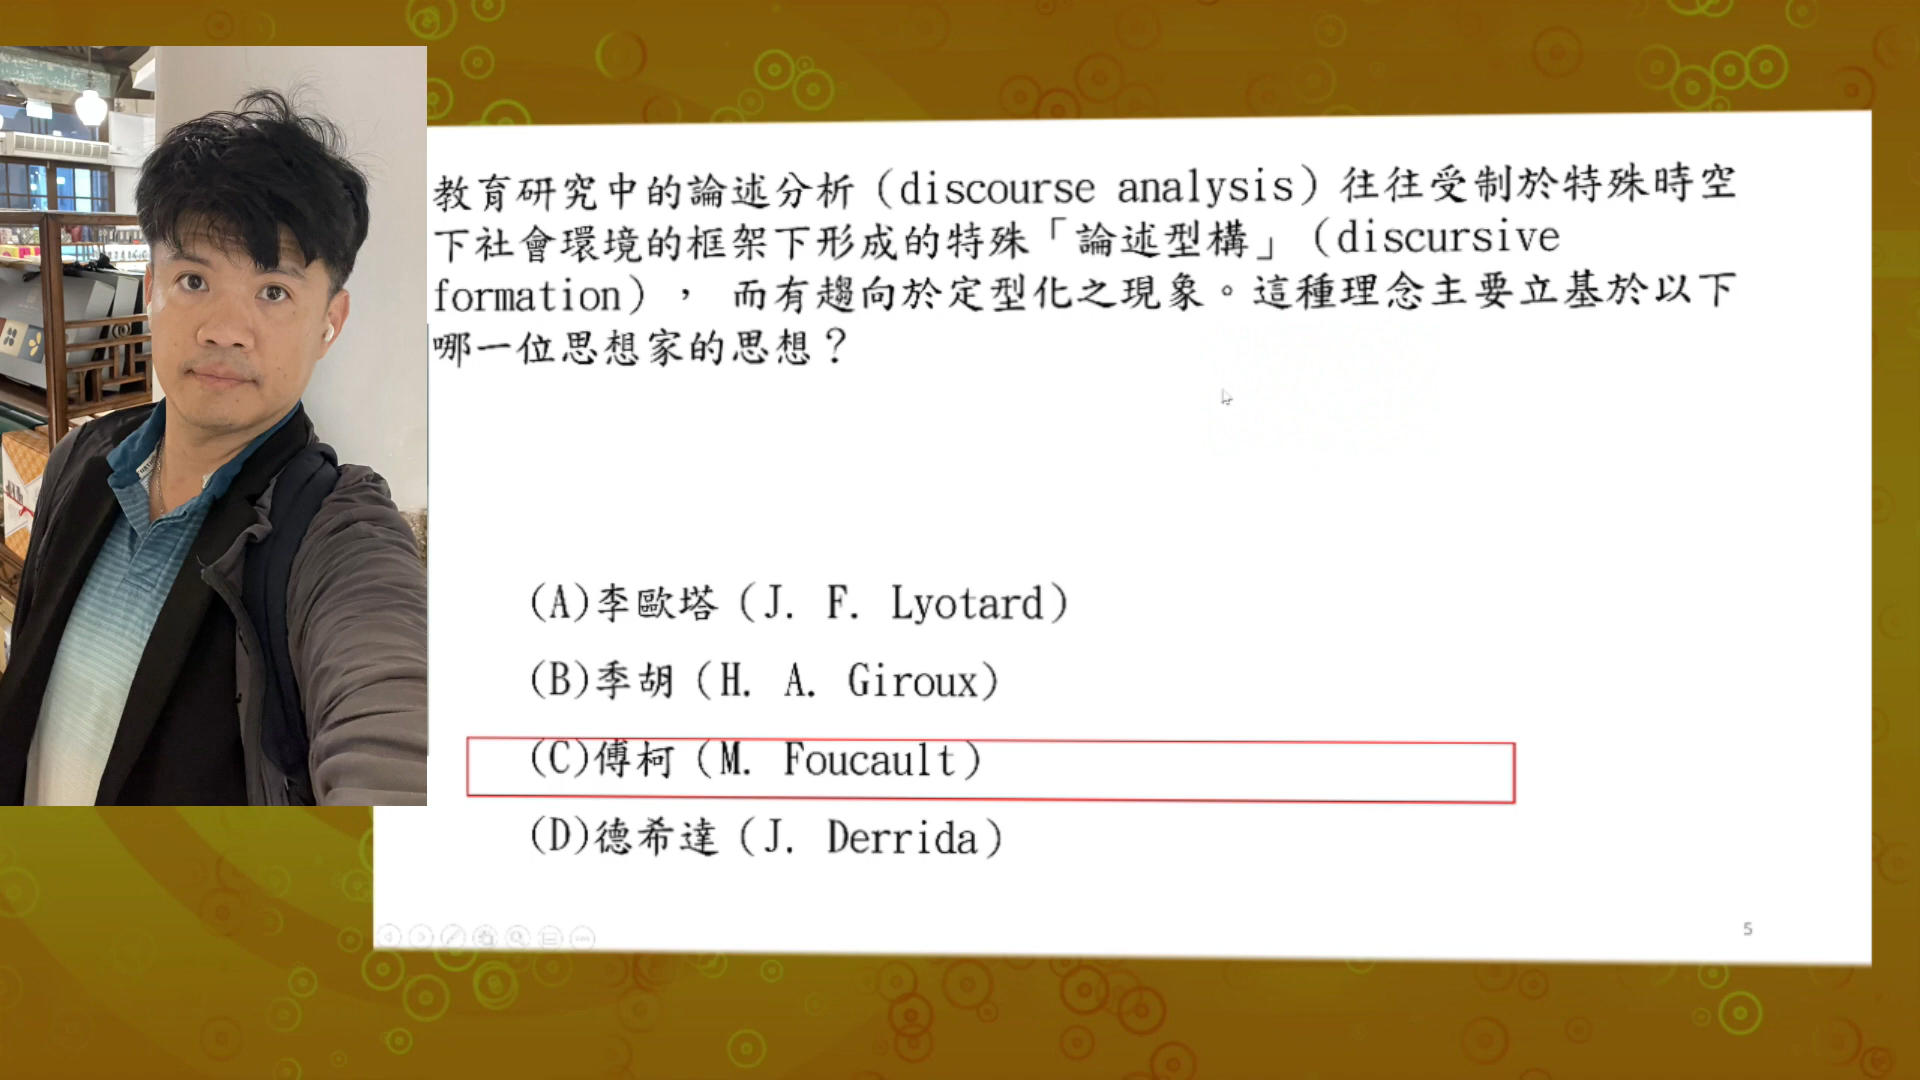 教育研究中的論述分析（discourse analysis）往往受制於特殊時空
下社會環境的框架下形成的特殊「論述型構」（discursive
formation）， 而有趨向於定型化之現象。這種理念主要立基於以下
哪一位思想家的思想？
(A)李歐塔（J. F. Lyotard）
(B)季胡（H. A. Giroux）
(C)傅柯（M. Foucault）
(D)德希達（J. Derrida）
5